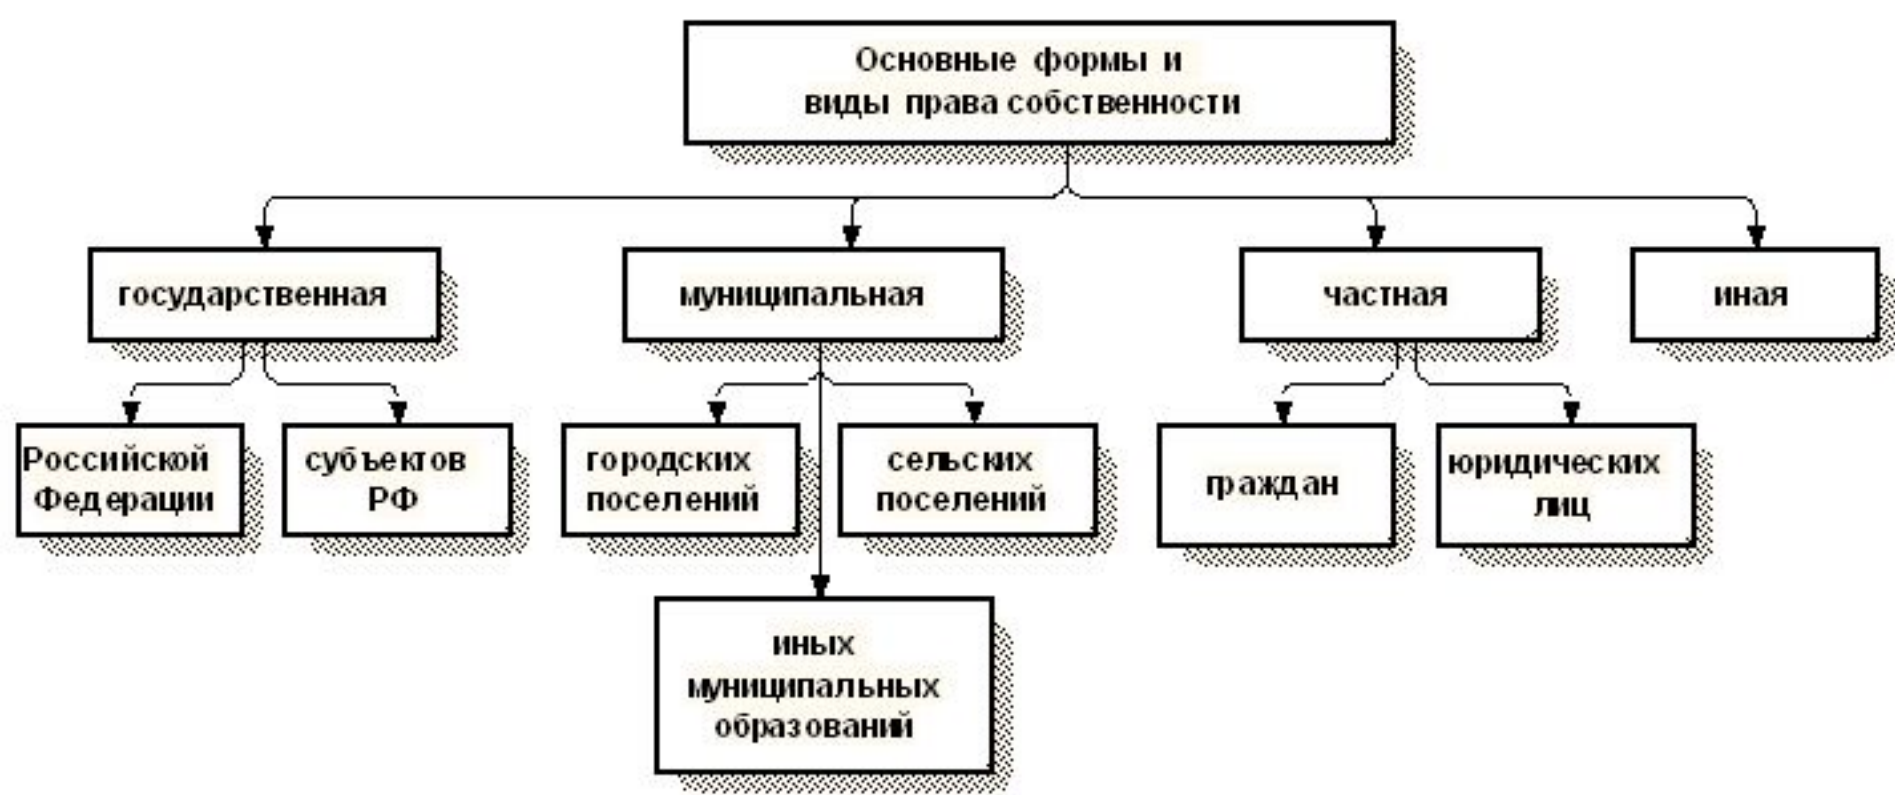 Основные формы и
виды права собственности
государственная
муниципальная
частная
иная
Российской
Федерации
субъектов
РФ
городских
поселений
сельских
поселений
граждан
юридических
лиц
иных
муниципальных
образований